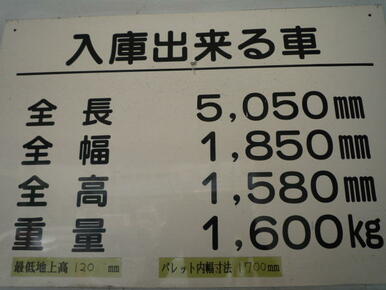 入庫出来る車
全長 5,050㎜
全幅 1,850㎜
全高 1,580㎜
重量 1,600kg
最低地上高 120 mm パレット内幅寸法 1700mm